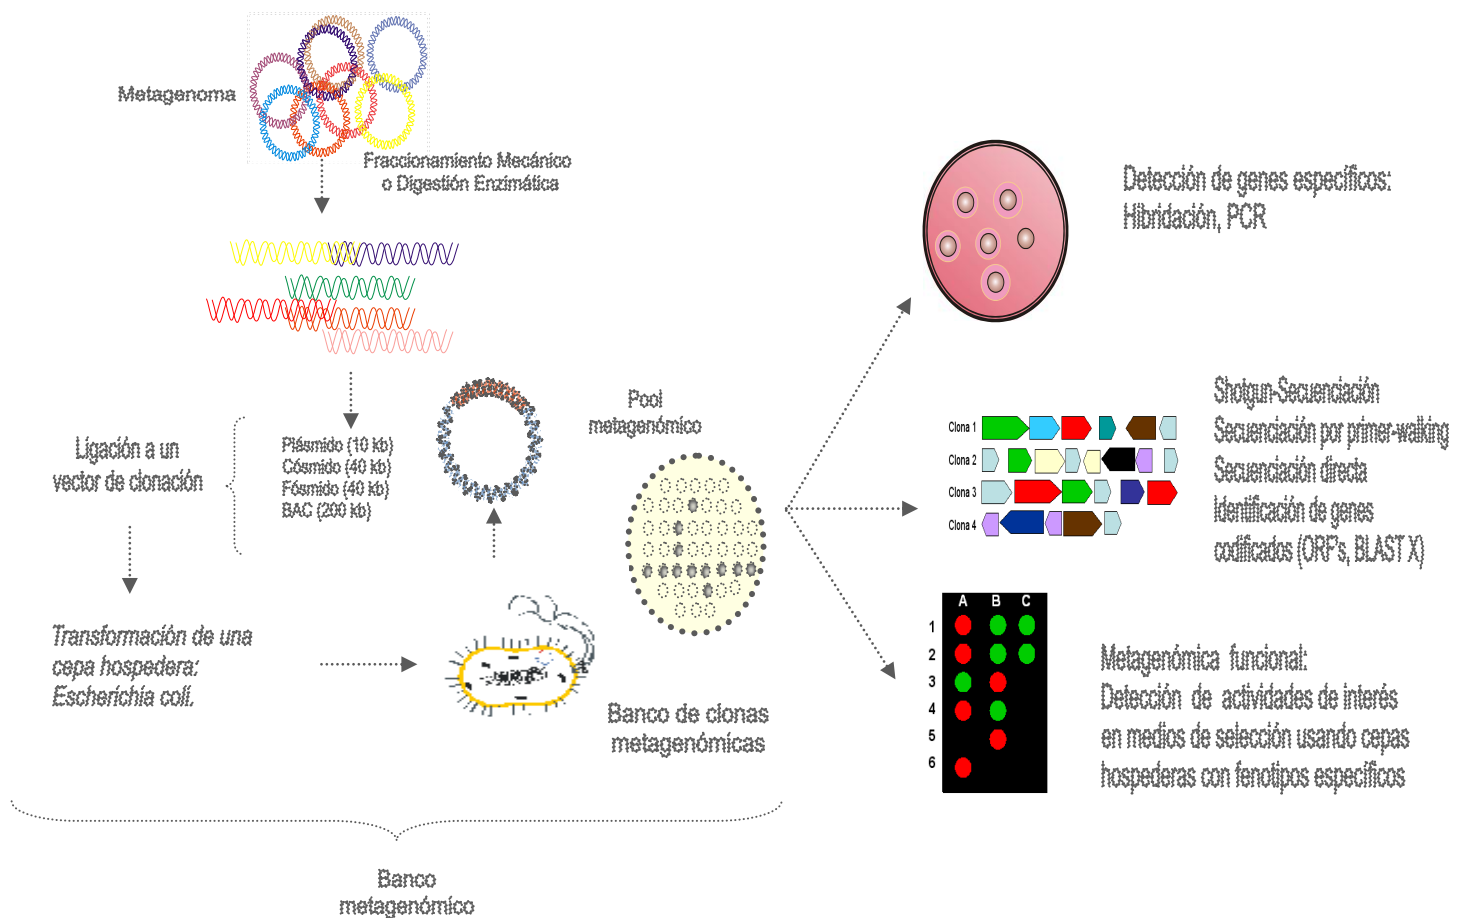 Metagenoma
Fraccionamiento Mecánico
o Digestión Enzimática
Ligación a un
vector de clonación
Plásmido (10 kb)
Cósmido (40 kb)
Fósmido (40 kb)
BAC (200 kb)
Transformación de una
cepa hospedera:
Escherichia coli.
Pool
metagenómico
Banco de clonas
metagenómicas
Banco
metagenómico
Detección de genes específicos:
Hibridación, PCR
Clona 1
Clona 2
Clona 3
Clona 4
Shotgun-Secuenciación
Secuenciación por primer-walking
Secuenciación directa
Identificación de genes
codificados (ORF's, BLAST X)
A B C
1
2
3
4
5
6
Metagenómica funcional:
Detección de actividades de interés
en medios de selección usando cepas
hospederas con fenotipos específicos